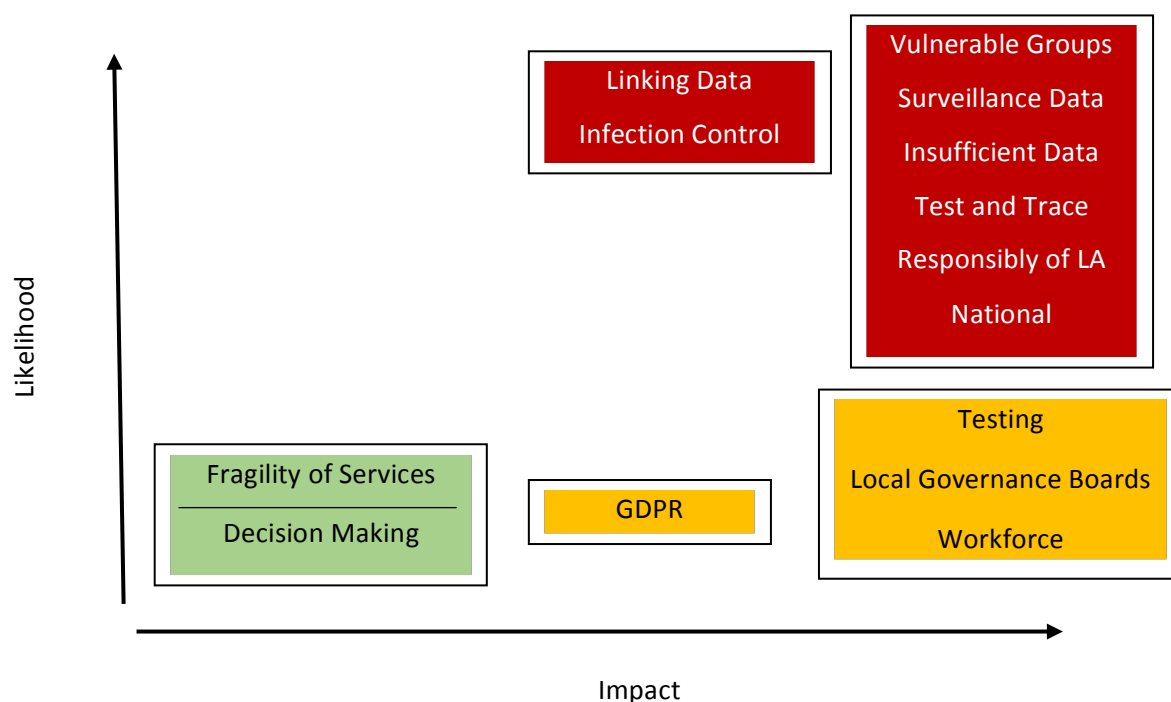 Vulnerable Groups
Surveillance Data
Insufficient Data
Test and Trace
Responsibly of LA
National
Linking Data
Infection Control
Likelihood
Testing
Local Governance Boards
Workforce
Fragility of Services
Decision Making
GDPR
Impact